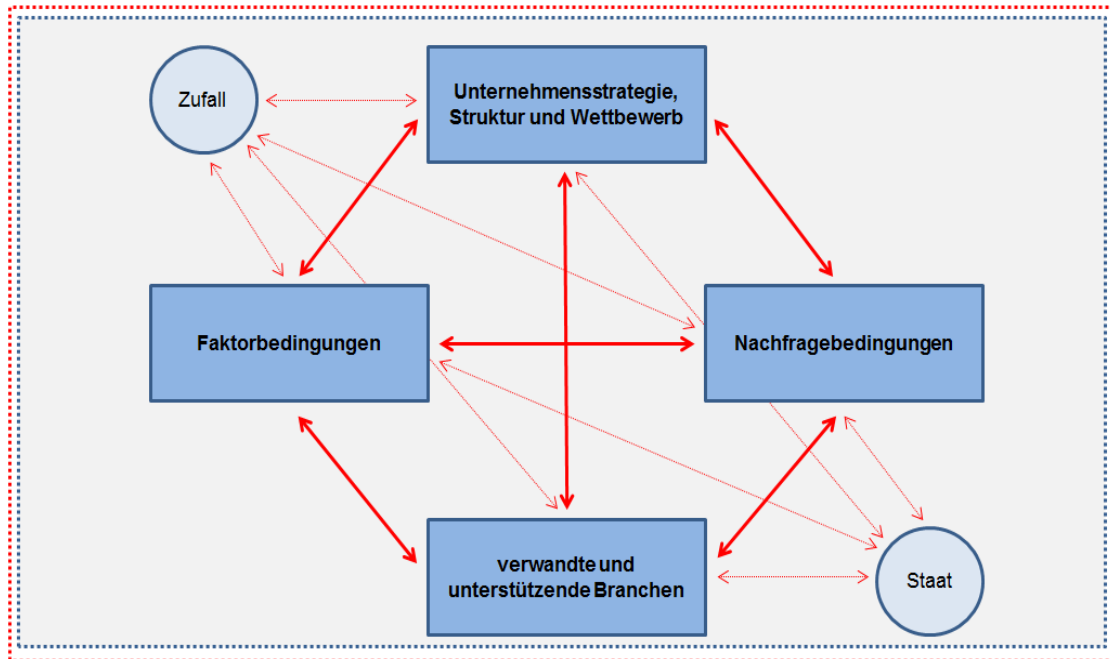 Zufall
Unternehmensstrategie,
Struktur und Wettbewerb
Faktorbedingungen
Nachfragebedingungen
verwandte und
unterstützende Branchen
Staat